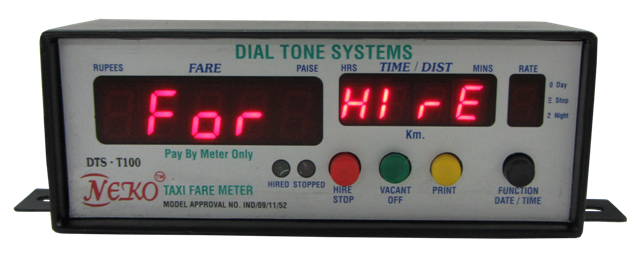 DIAL TONE SYSTEMS
RUPEES FARE PAISE HRS TIME / DIST MINS RATE
For HIrE
0 Day
Ξ Stop
2 Night
Km.
Pay By Meter Only
DTS - T100
NEKO TM
TAXI FARE METER
MODEL APPROVAL NO. IND/09/11/52
HIRED STOPPED
HIRE STOP
VACANT OFF
PRINT
FUNCTION DATE / TIME